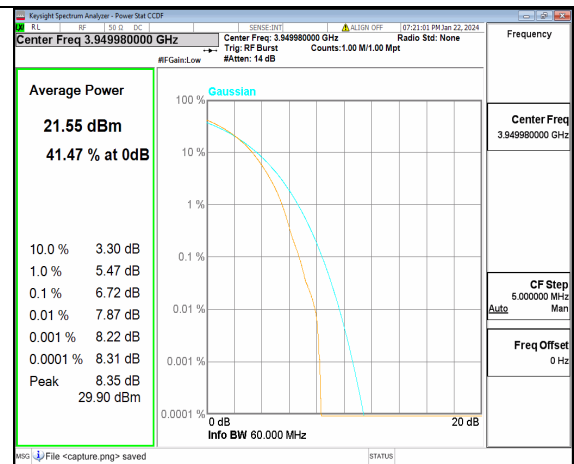 Keysight Spectrum Analyzer - Power Stat CCDF
RL RF 50 Ω DC SENSE:INT ALIGN OFF 07:21:01 PM Jan 22, 2024
Center Freq 3.949980000 GHz
Center Freq: 3.949980000 GHz Radio Std: None
Trig: RF Burst Counts:1.00 M/1.00 Mpt
#IFGain:Low #Atten: 14 dB
Frequency
Average Power
21.55 dBm
41.47 % at 0dB
10.0 % 3.30 dB
1.0 % 5.47 dB
0.1 % 6.72 dB
0.01 % 7.87 dB
0.001 % 8.22 dB
0.0001 % 8.31 dB
Peak 8.35 dB
29.90 dBm
Gaussian
100 %
10 %
1 %
0.1 %
0.01 %
0.001 %
0.0001 %
0 dB 20 dB
Info BW 60.000 MHz
Center Freq
3.949980000 GHz
CF Step
5.000000 MHz
Auto Man
Freq Offset
0 Hz
MSG File <capture.png> saved STATUS